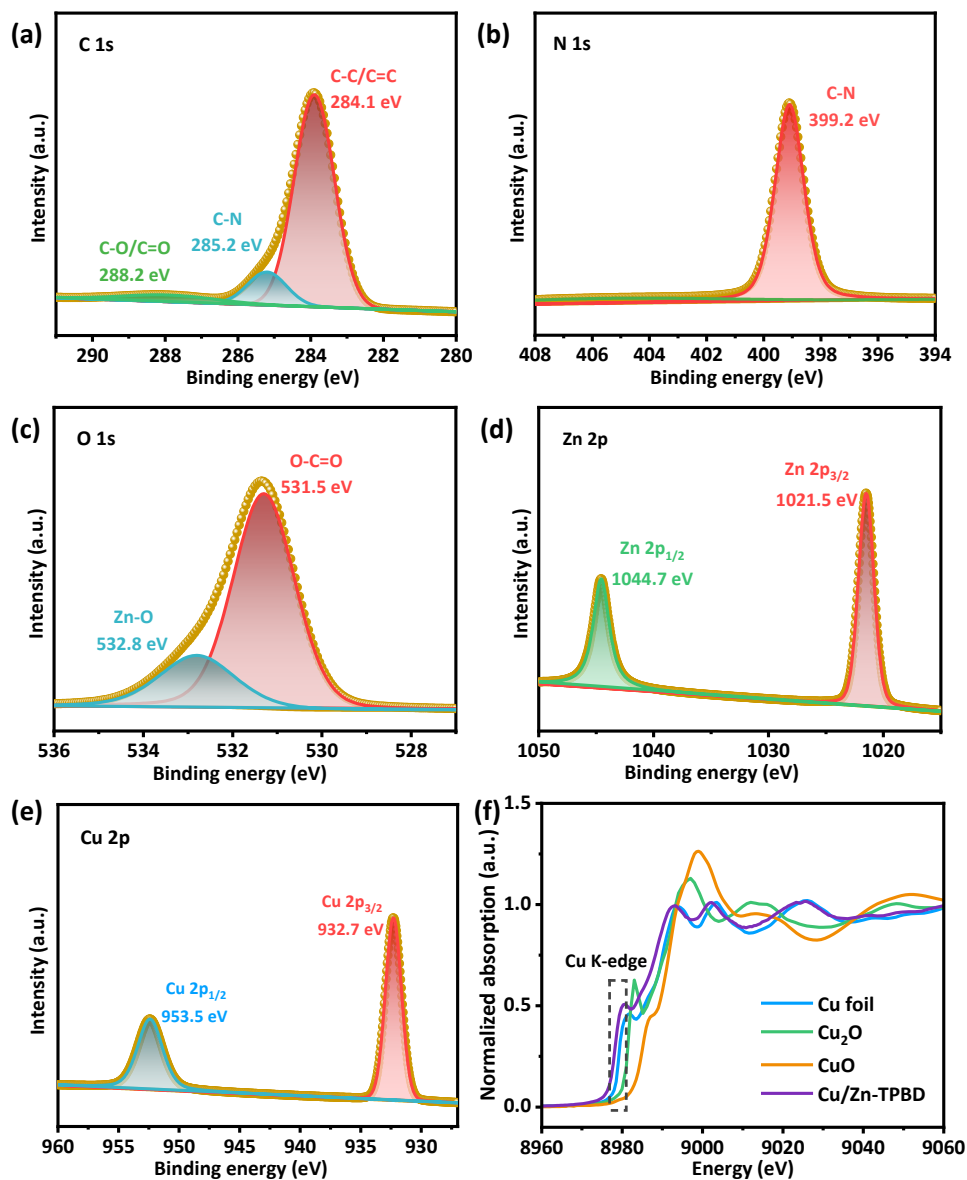 (a)
C 1s
C-C/C=C
284.1 eV
C-N
285.2 eV
C-O/C=O
288.2 eV
Intensity (a.u.)
290 288 286 284 282 280
Binding energy (eV)
(b)
N 1s
C-N
399.2 eV
Intensity (a.u.)
408 406 404 402 400 398 396 394
Binding energy (eV)
(c)
O 1s
O-C=O
531.5 eV
Zn-O
532.8 eV
Intensity (a.u.)
536 534 532 530 528
Binding energy (eV)
(d)
Zn 2p
Zn 2p3/2
1021.5 eV
Zn 2p1/2
1044.7 eV
Intensity (a.u.)
1050 1040 1030 1020
Binding energy (eV)
(e)
Cu 2p
Cu 2p3/2
932.7 eV
Cu 2p1/2
953.5 eV
Intensity (a.u.)
960 955 950 945 940 935 930
Binding energy (eV)
(f)
1.5
1.0
0.5
0.0
Normalized absorption (a.u.)
Cu K-edge
Cu foil
Cu2O
CuO
Cu/Zn-TPBD
8960 8980 9000 9020 9040 9060
Energy (eV)